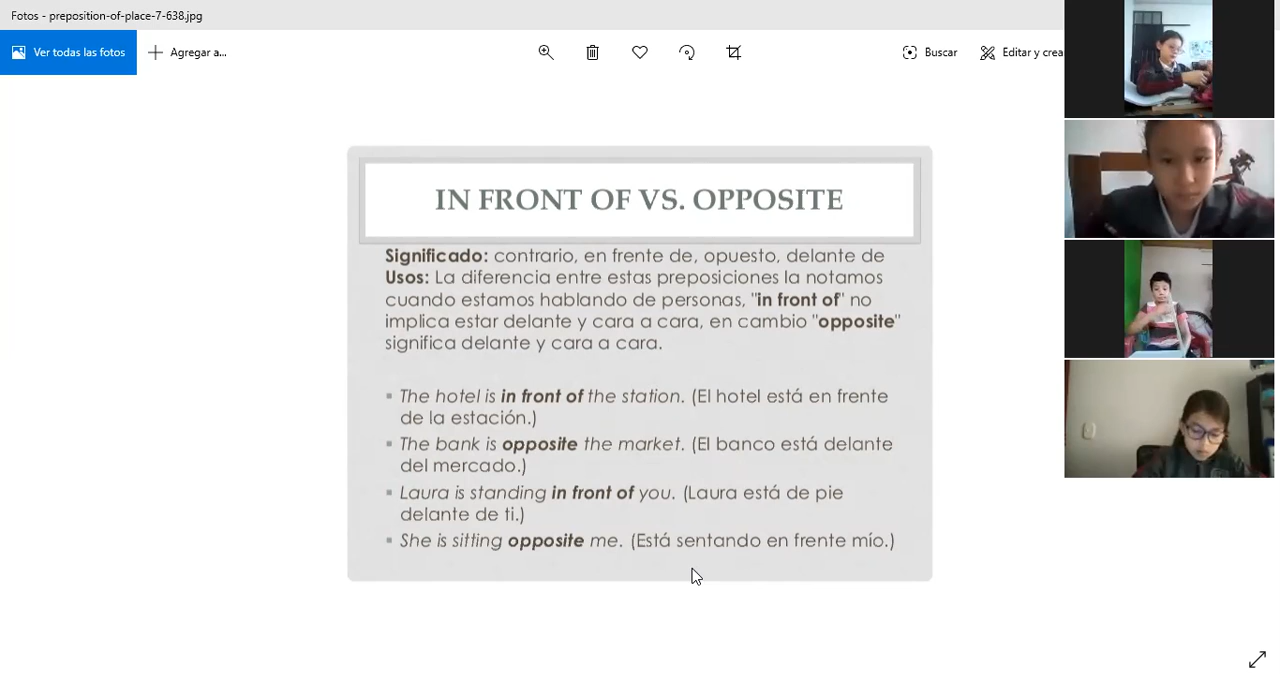 Fotos - preposition-of-place-7-638.jpg
Ver todas las fotos
Agregar a...
Buscar
Editar y crea
IN FRONT OF VS. OPPOSITE
Significado: contrario, en frente de, opuesto, delante de
Usos: La diferencia entre estas preposiciones la notamos
cuando estamos hablando de personas, "in front of" no
implica estar delante y cara a cara, en cambio "opposite"
significa delante y cara a cara.
▪ The hotel is in front of the station. (El hotel está en frente
de la estación.)
▪ The bank is opposite the market. (El banco está delante
del mercado.)
▪ Laura is standing in front of you. (Laura está de pie
delante de ti.)
▪ She is sitting opposite me. (Está sentando en frente mío.)